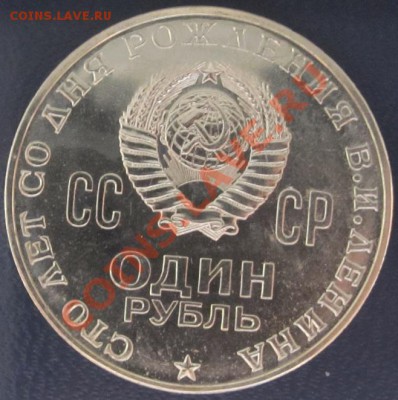 COINS.LAVE.RU
СТО ЛЕТ СО ДНЯ РОЖДЕНИЯ В.И.ЛЕНИНА
СС СР
ОДИН
РУБЛЬ
COINS.LAVE.RU